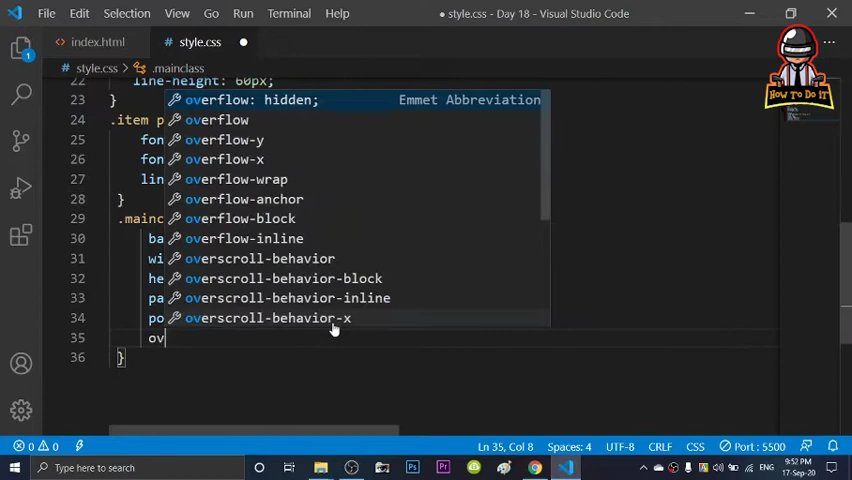 File Edit Selection View Go Run Terminal Help
● style.css - Day 18 - Visual Studio Code
index.html style.css
style.css > .mainclass
HOW TO DO IT
22 line-height: 60px;
23 }
24 .item p
25 fon
26 fon
27 lin
28 }
29 .mainc
30 ba
31 wi
32 he
33 pa
34 po
35 ov
36 }
overflow: hidden; Emmet Abbreviation
overflow
overflow-y
overflow-x
overflow-wrap
overflow-anchor
overflow-block
overflow-inline
overscroll-behavior
overscroll-behavior-block
overscroll-behavior-inline
overscroll-behavior-x
1
0 0 Ln 35, Col 8 Spaces: 4 UTF-8 CRLF CSS Port : 5500
Type here to search
Ps Pr
ENG
9:52 PM
17-Sep-20